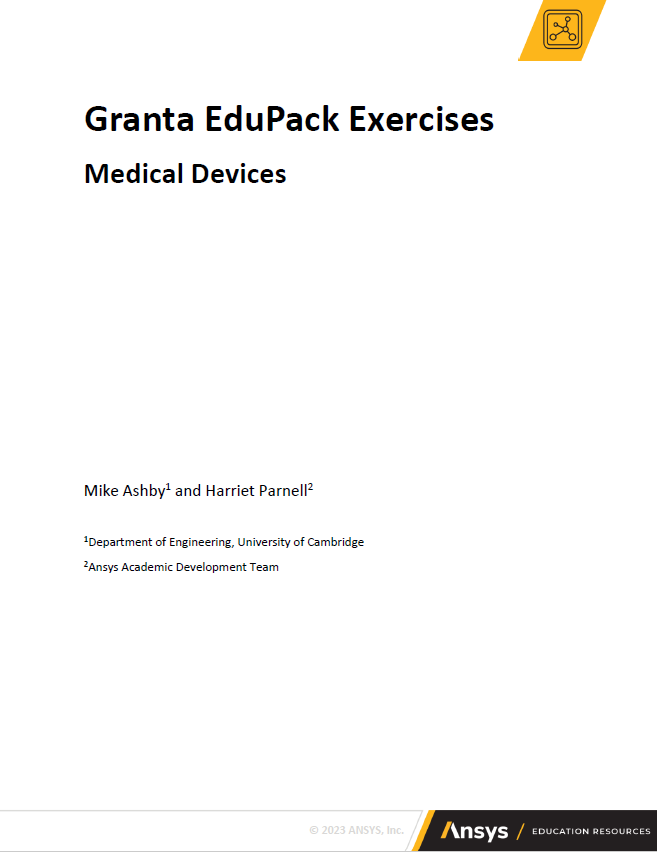 Granta EduPack Exercises
Medical Devices
Mike Ashby¹ and Harriet Parnell²
¹Department of Engineering, University of Cambridge
²Ansys Academic Development Team
© 2023 ANSYS, Inc.
Ansys / EDUCATION RESOURCES